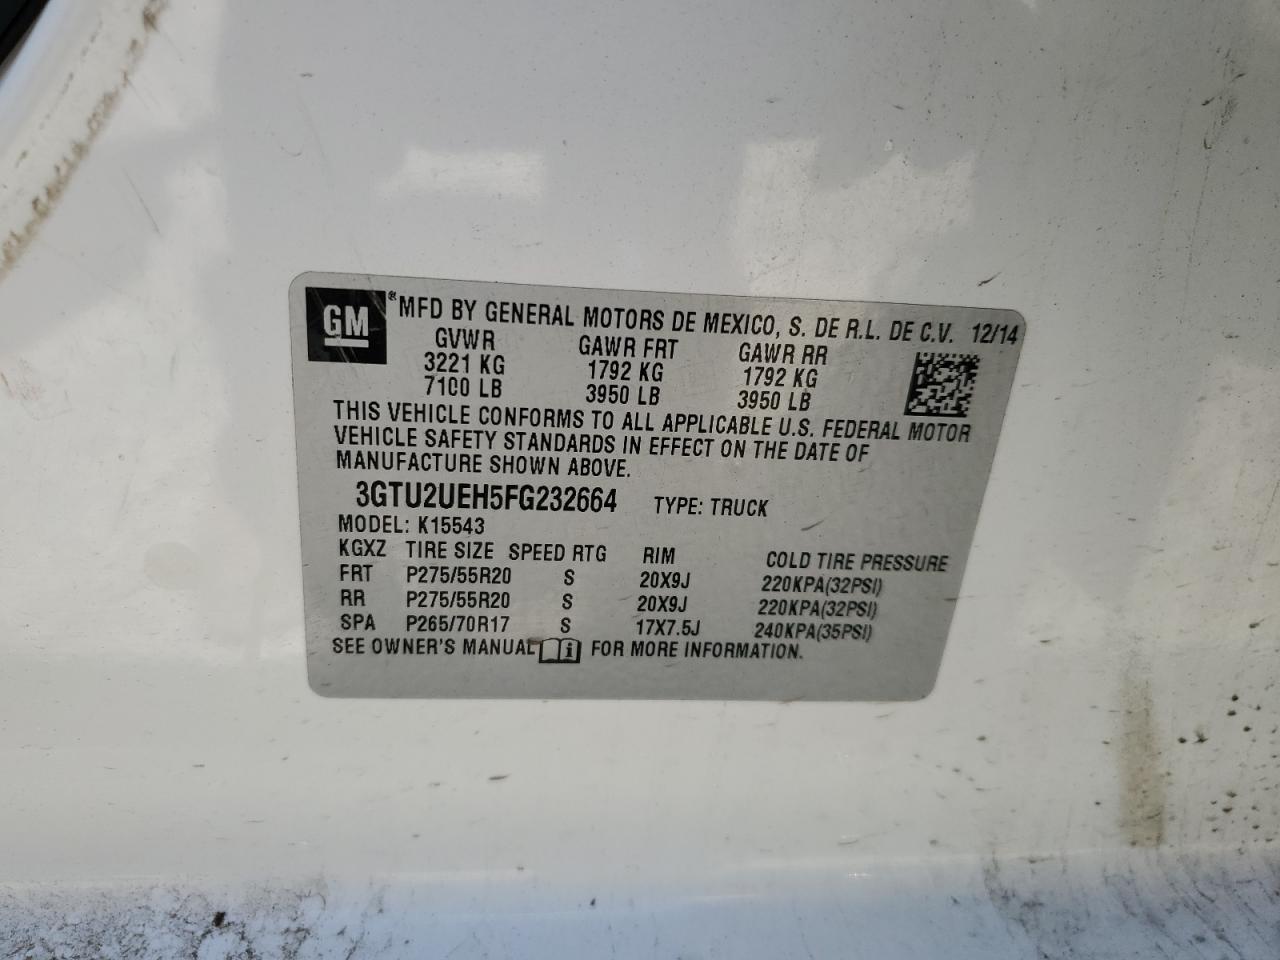 GM ® MFD BY GENERAL MOTORS DE MEXICO, S. DE R.L. DE C.V. 12/14
GVWR GAWR FRT GAWR RR
3221 KG 1792 KG 1792 KG
7100 LB 3950 LB 3950 LB
THIS VEHICLE CONFORMS TO ALL APPLICABLE U.S. FEDERAL MOTOR
VEHICLE SAFETY STANDARDS IN EFFECT ON THE DATE OF
MANUFACTURE SHOWN ABOVE.
3GTU2UEH5FG232664 TYPE: TRUCK
MODEL: K15543
KGXZ TIRE SIZE SPEED RTG RIM COLD TIRE PRESSURE
FRT P275/55R20 S 20X9J 220KPA(32PSI)
RR P275/55R20 S 20X9J 220KPA(32PSI)
SPA P265/70R17 S 17X7.5J 240KPA(35PSI)
SEE OWNER'S MANUAL i FOR MORE INFORMATION.